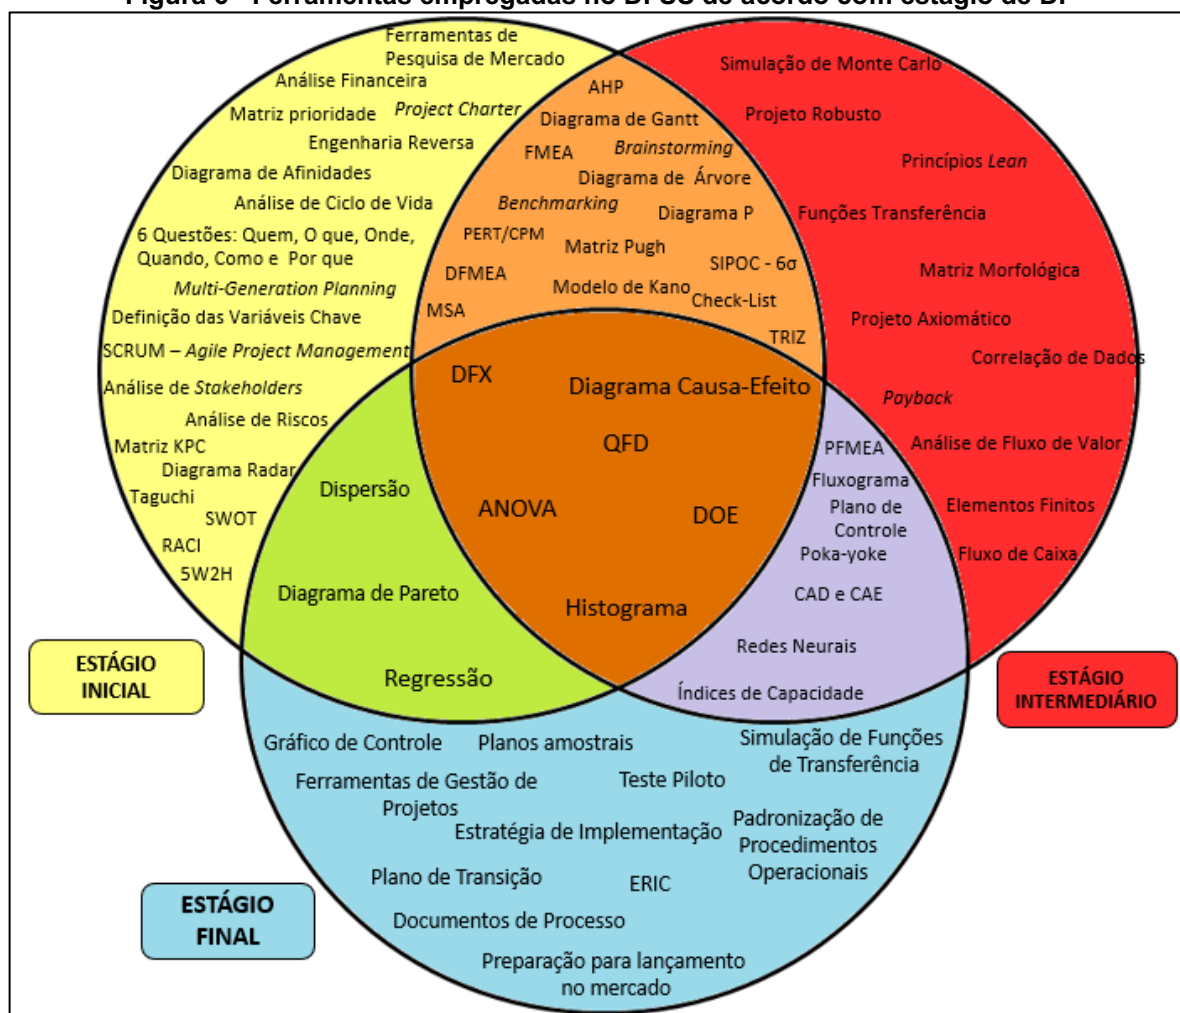 Ferramentas de
Pesquisa de Mercado
Análise Financeira
Matriz prioridade
Project Charter
Engenharia Reversa
Diagrama de Afinidades
Análise de Ciclo de Vida
6 Questões: Quem, O que, Onde,
Quando, Como e Por que
Multi-Generation Planning
Definição das Variáveis Chave
SCRUM – Agile Project Management
Análise de Stakeholders
Análise de Riscos
Matriz KPC
Diagrama Radar
Taguchi
SWOT
RACI
5W2H
AHP
Diagrama de Gantt
FMEA
Brainstorming
Diagrama de Árvore
Benchmarking
Diagrama P
PERT/CPM
Matriz Pugh
SIPOC - 6σ
DFMEA
Modelo de Kano
Check-List
MSA
TRIZ
Simulação de Monte Carlo
Projeto Robusto
Princípios Lean
Funções Transferência
Matriz Morfológica
Projeto Axiomático
Correlação de Dados
Payback
Análise de Fluxo de Valor
Elementos Finitos
Fluxo de Caixa
DFX
Diagrama Causa-Efeito
QFD
ANOVA
DOE
Histograma
Dispersão
Diagrama de Pareto
Regressão
PFMEA
Fluxograma
Plano de
Controle
Poka-yoke
CAD e CAE
Redes Neurais
Índices de Capacidade
ESTÁGIO
INICIAL
ESTÁGIO
INTERMEDIÁRIO
Gráfico de Controle
Planos amostrais
Simulação de Funções
de Transferência
Ferramentas de Gestão de
Projetos
Teste Piloto
Estratégia de Implementação
Padronização de
Procedimentos
Operacionais
Plano de Transição
ERIC
Documentos de Processo
Preparação para lançamento
no mercado
ESTÁGIO
FINAL